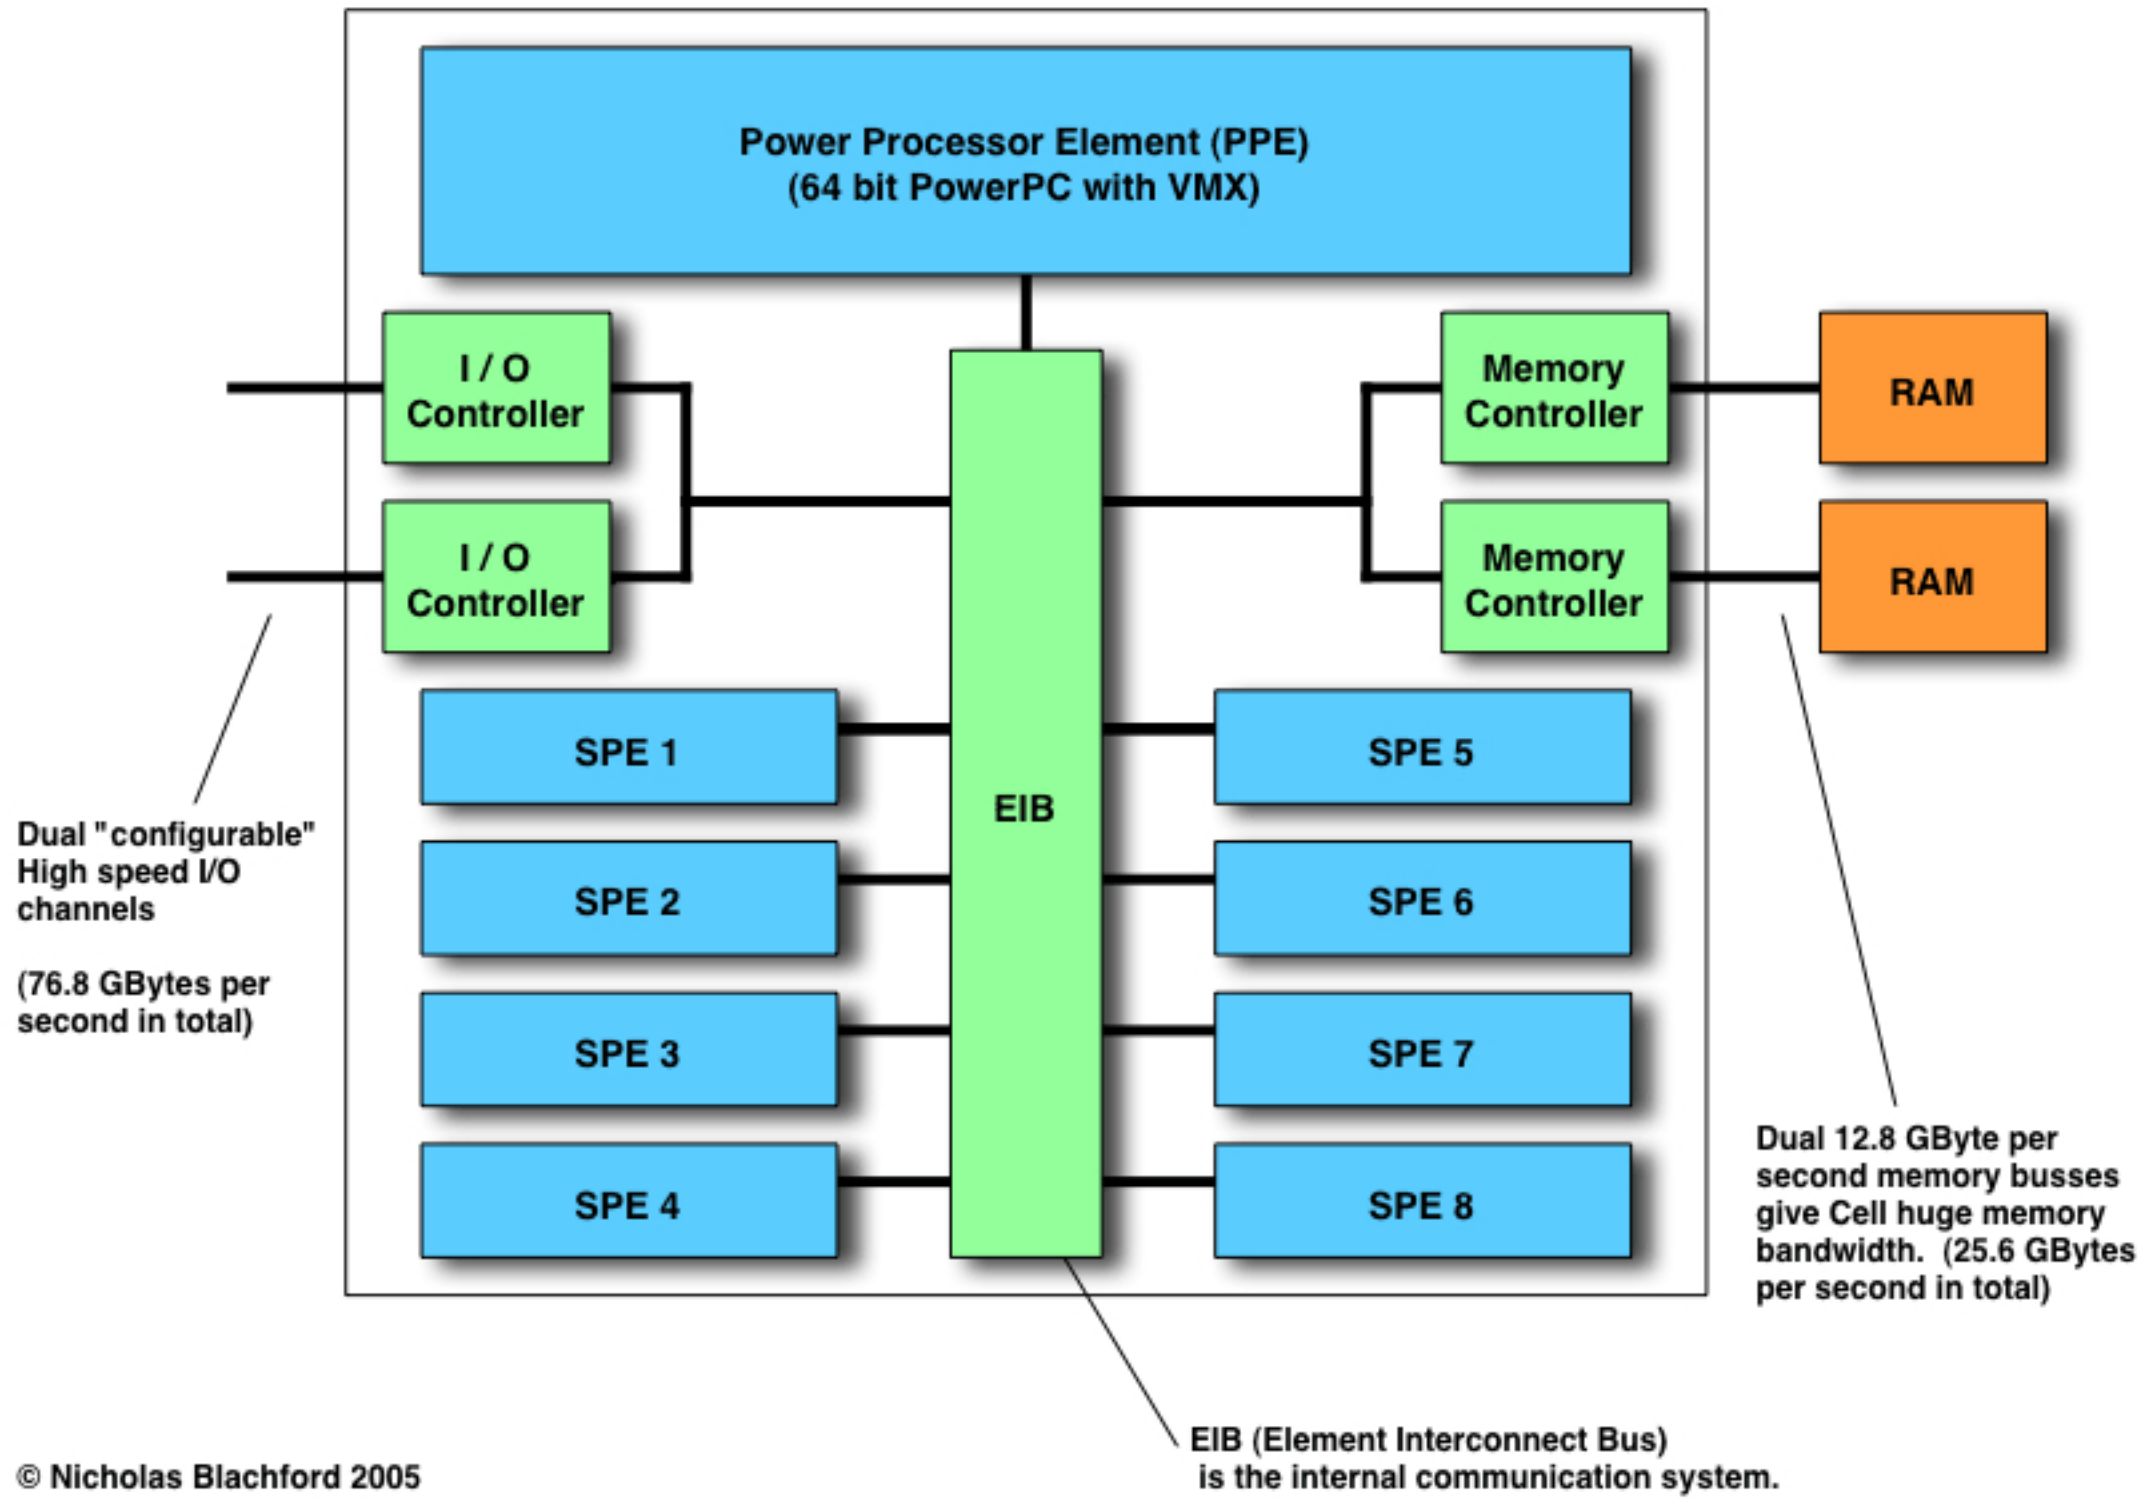 Power Processor Element (PPE)
(64 bit PowerPC with VMX)
I / O
Controller
Memory
Controller
RAM
I / O
Controller
Memory
Controller
RAM
SPE 1
SPE 5
EIB
SPE 2
SPE 6
SPE 3
SPE 7
SPE 4
SPE 8
Dual "configurable"
High speed I/O
channels
(76.8 GBytes per
second in total)
Dual 12.8 GByte per
second memory busses
give Cell huge memory
bandwidth.  (25.6 GBytes
per second in total)
EIB (Element Interconnect Bus)
is the internal communication system.
© Nicholas Blachford 2005